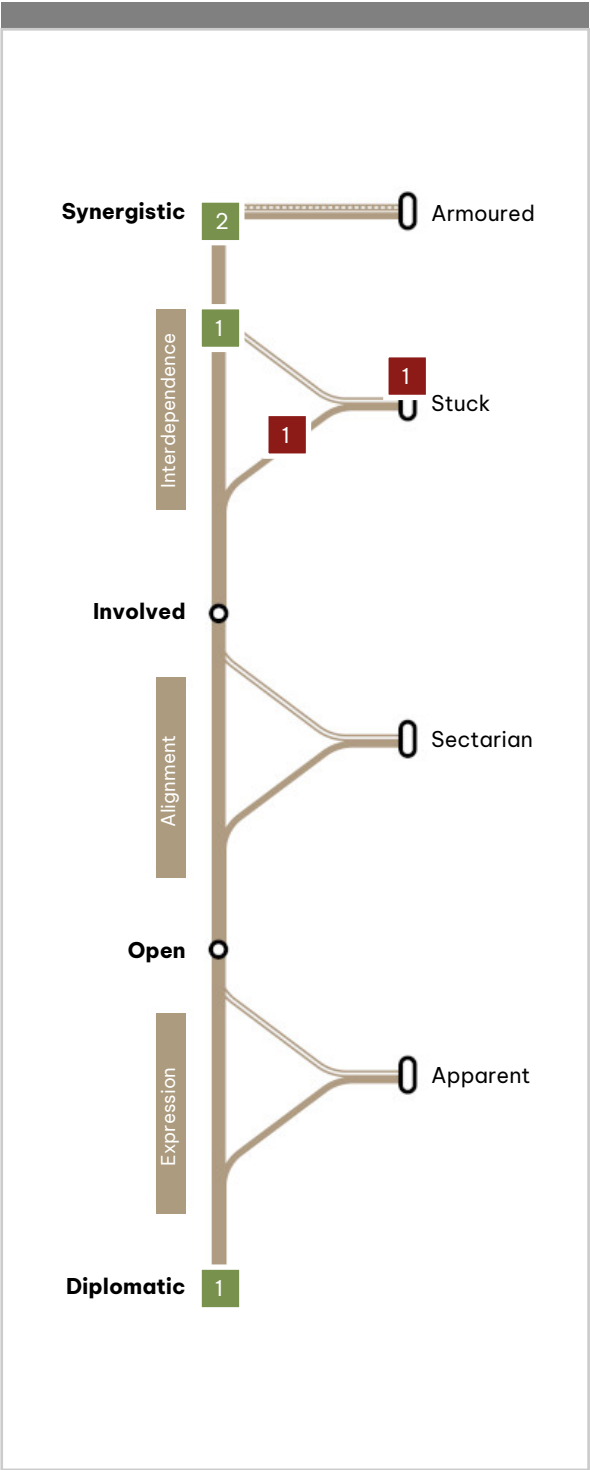 Synergistic
2
Armoured
1
Interdependence
1
Stuck
1
Involved
Alignment
Sectarian
Open
Expression
Apparent
Diplomatic
1